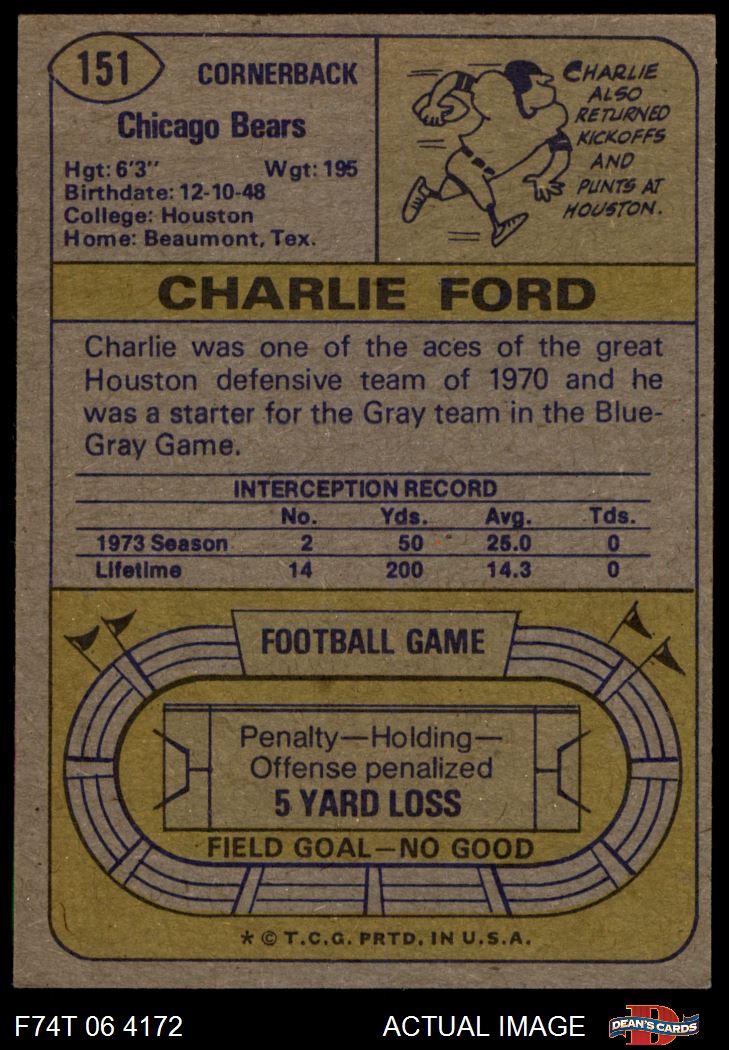 151
CORNERBACK
Chicago Bears
Hgt: 6'3" Wgt: 195
Birthdate: 12-10-48
College: Houston
Home: Beaumont, Tex.
CHARLIE
ALSO
RETURNED
KICKOFFS
AND
PUNTS AT
HOUSTON.
CHARLIE FORD
Charlie was one of the aces of the great
Houston defensive team of 1970 and he
was a starter for the Gray team in the Blue-
Gray Game.
INTERCEPTION RECORD
No. Yds. Avg. Tds.
1973 Season 2 50 25.0 0
Lifetime 14 200 14.3 0
FOOTBALL GAME
Penalty—Holding—
Offense penalized
5 YARD LOSS
FIELD GOAL—NO GOOD
* © T.C.G. PRTD. IN U.S.A.
F74T 06 4172 ACTUAL IMAGE
DEAN'S CARDS